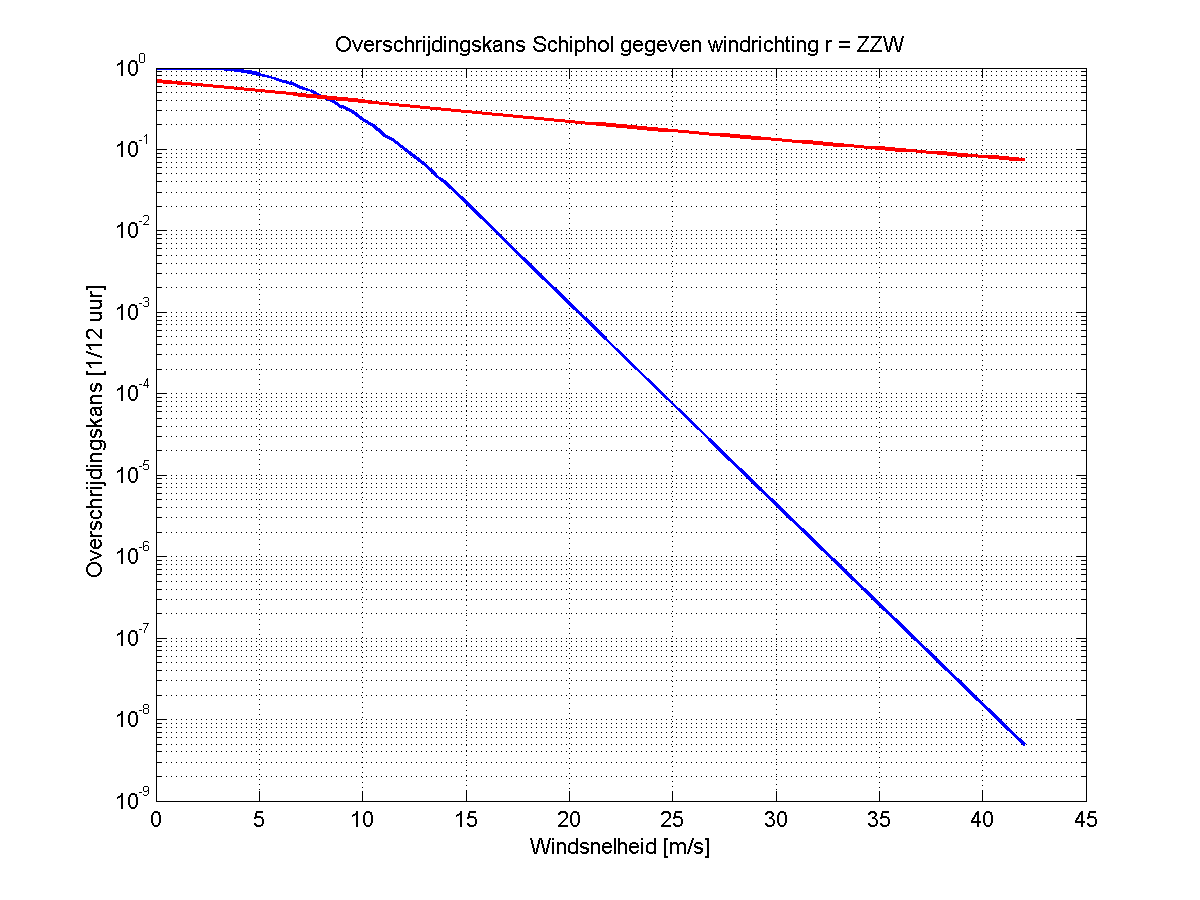 Overschrijdingskans Schiphol gegeven windrichting r = ZZW
10^0
10^-1
10^-2
10^-3
10^-4
10^-5
10^-6
10^-7
10^-8
10^-9
Overschrijdingskans [1/12 uur]
0 5 10 15 20 25 30 35 40 45
Windsnelheid [m/s]